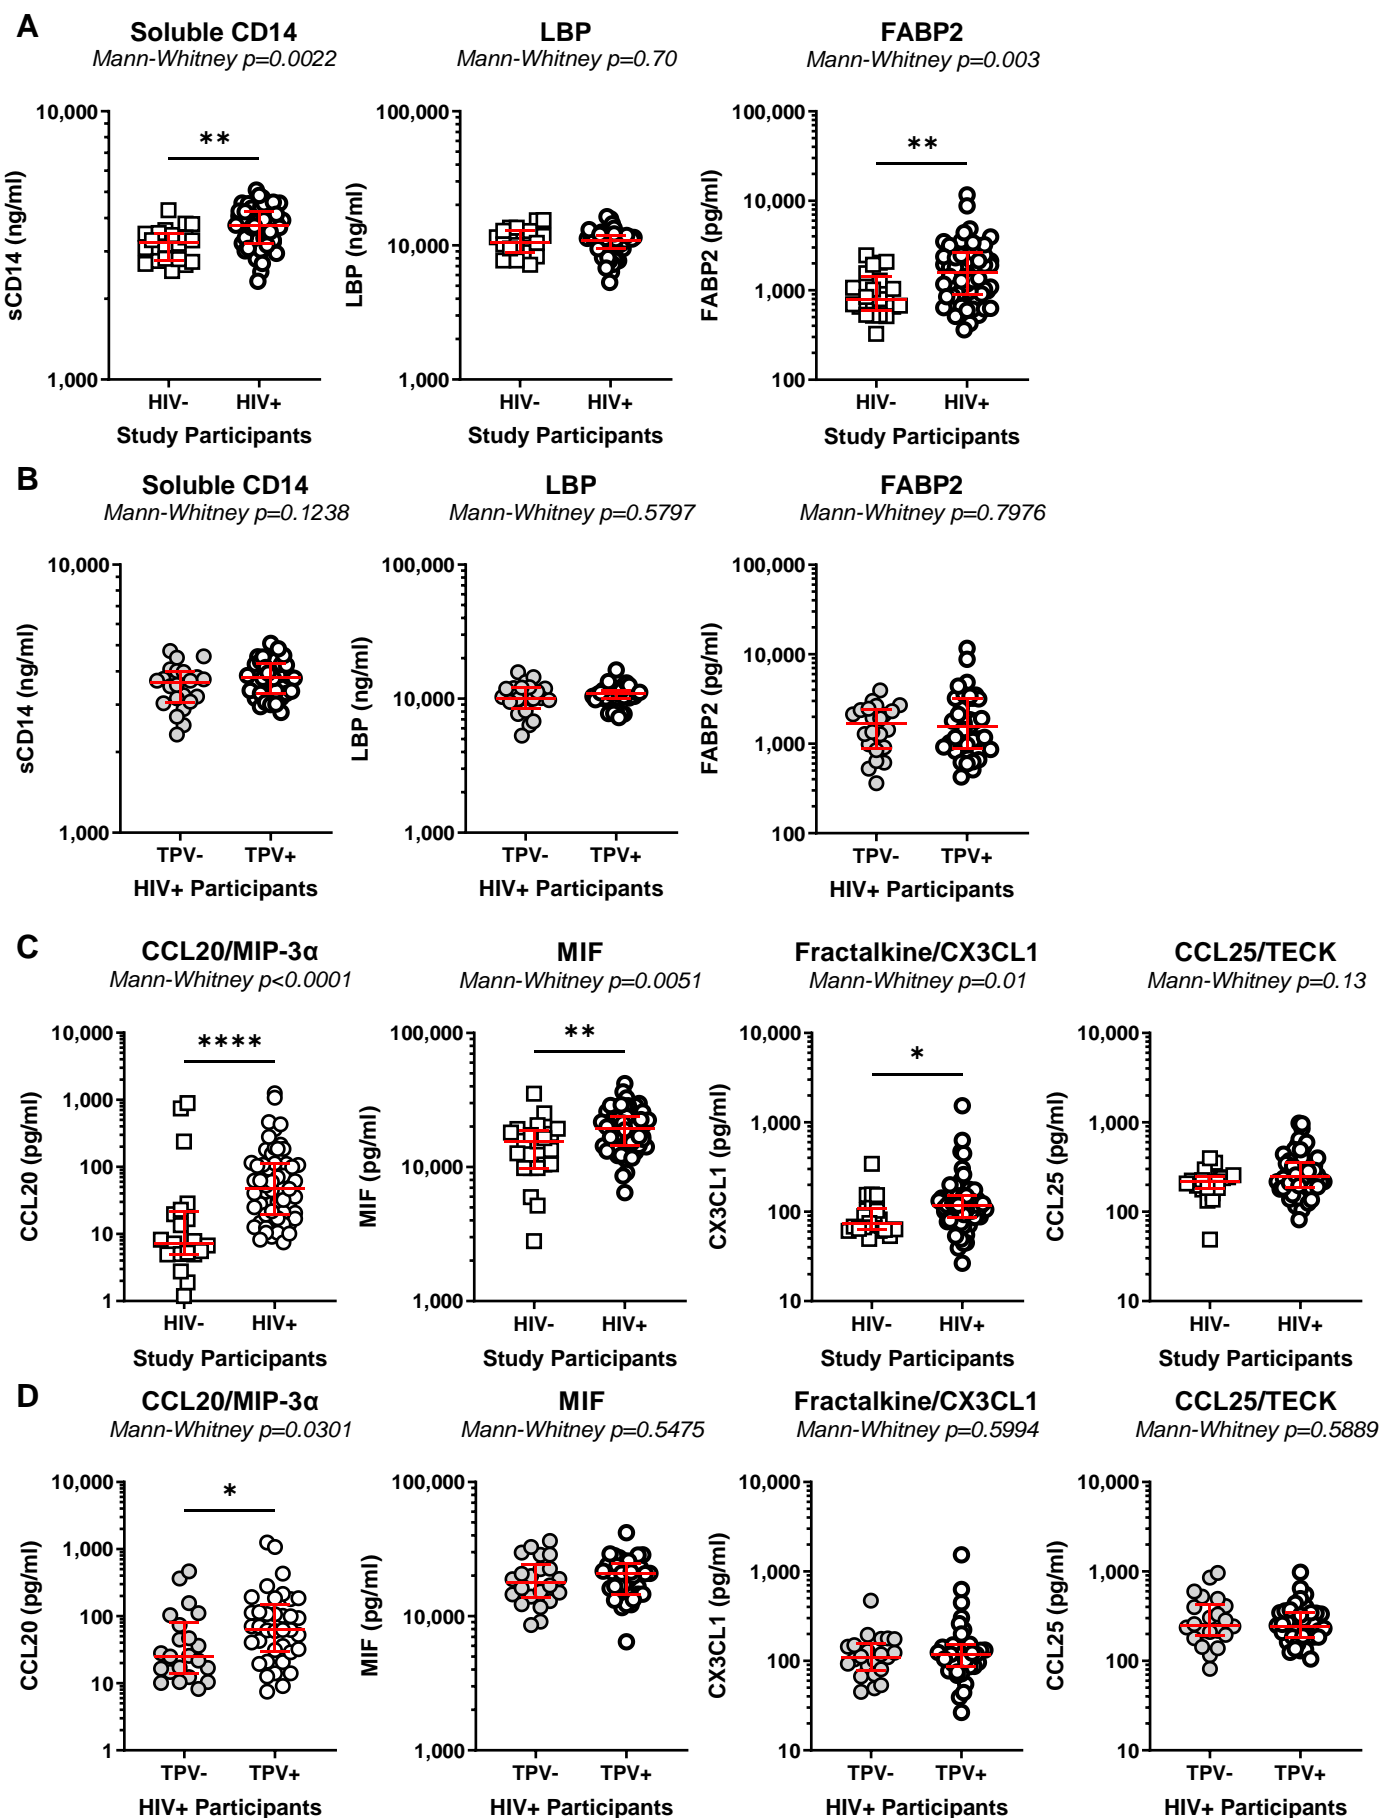 A
Soluble CD14
Mann-Whitney p=0.0022
LBP
Mann-Whitney p=0.70
FABP2
Mann-Whitney p=0.003
sCD14 (ng/ml)
10,000
1,000
**
HIV- HIV+
Study Participants
LBP (ng/ml)
100,000
10,000
1,000
HIV- HIV+
Study Participants
FABP2 (pg/ml)
100,000
10,000
1,000
100
**
HIV- HIV+
Study Participants
B
Soluble CD14
Mann-Whitney p=0.1238
LBP
Mann-Whitney p=0.5797
FABP2
Mann-Whitney p=0.7976
sCD14 (ng/ml)
10,000
1,000
TPV- TPV+
HIV+ Participants
LBP (ng/ml)
100,000
10,000
1,000
TPV- TPV+
HIV+ Participants
FABP2 (pg/ml)
100,000
10,000
1,000
100
TPV- TPV+
HIV+ Participants
C
CCL20/MIP-3α
Mann-Whitney p<0.0001
MIF
Mann-Whitney p=0.0051
Fractalkine/CX3CL1
Mann-Whitney p=0.01
CCL25/TECK
Mann-Whitney p=0.13
CCL20 (pg/ml)
10,000
1,000
100
10
1
****
HIV- HIV+
Study Participants
MIF (pg/ml)
100,000
10,000
1,000
**
HIV- HIV+
Study Participants
CX3CL1 (pg/ml)
10,000
1,000
100
10
*
HIV- HIV+
Study Participants
CCL25 (pg/ml)
10,000
1,000
100
10
HIV- HIV+
Study Participants
D
CCL20/MIP-3α
Mann-Whitney p=0.0301
MIF
Mann-Whitney p=0.5475
Fractalkine/CX3CL1
Mann-Whitney p=0.5994
CCL25/TECK
Mann-Whitney p=0.5889
CCL20 (pg/ml)
10,000
1,000
100
10
1
*
TPV- TPV+
HIV+ Participants
MIF (pg/ml)
100,000
10,000
1,000
TPV- TPV+
HIV+ Participants
CX3CL1 (pg/ml)
10,000
1,000
100
10
TPV- TPV+
HIV+ Participants
CCL25 (pg/ml)
10,000
1,000
100
10
TPV- TPV+
HIV+ Participants